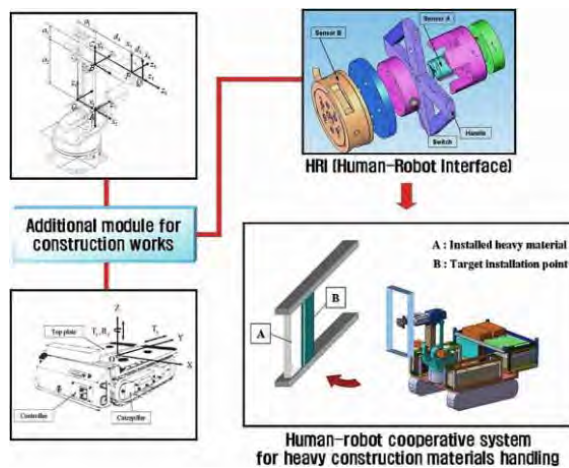 Sensor A
Sensor B
Handle
Switch
HRI (Human-Robot Interface)
Additional module for
construction works
A : Installed heavy material
B : Target installation point
B
A
Z
Y
X
Top plate
Controller
Caterpillar
Human-robot cooperative system
for heavy construction materials handling